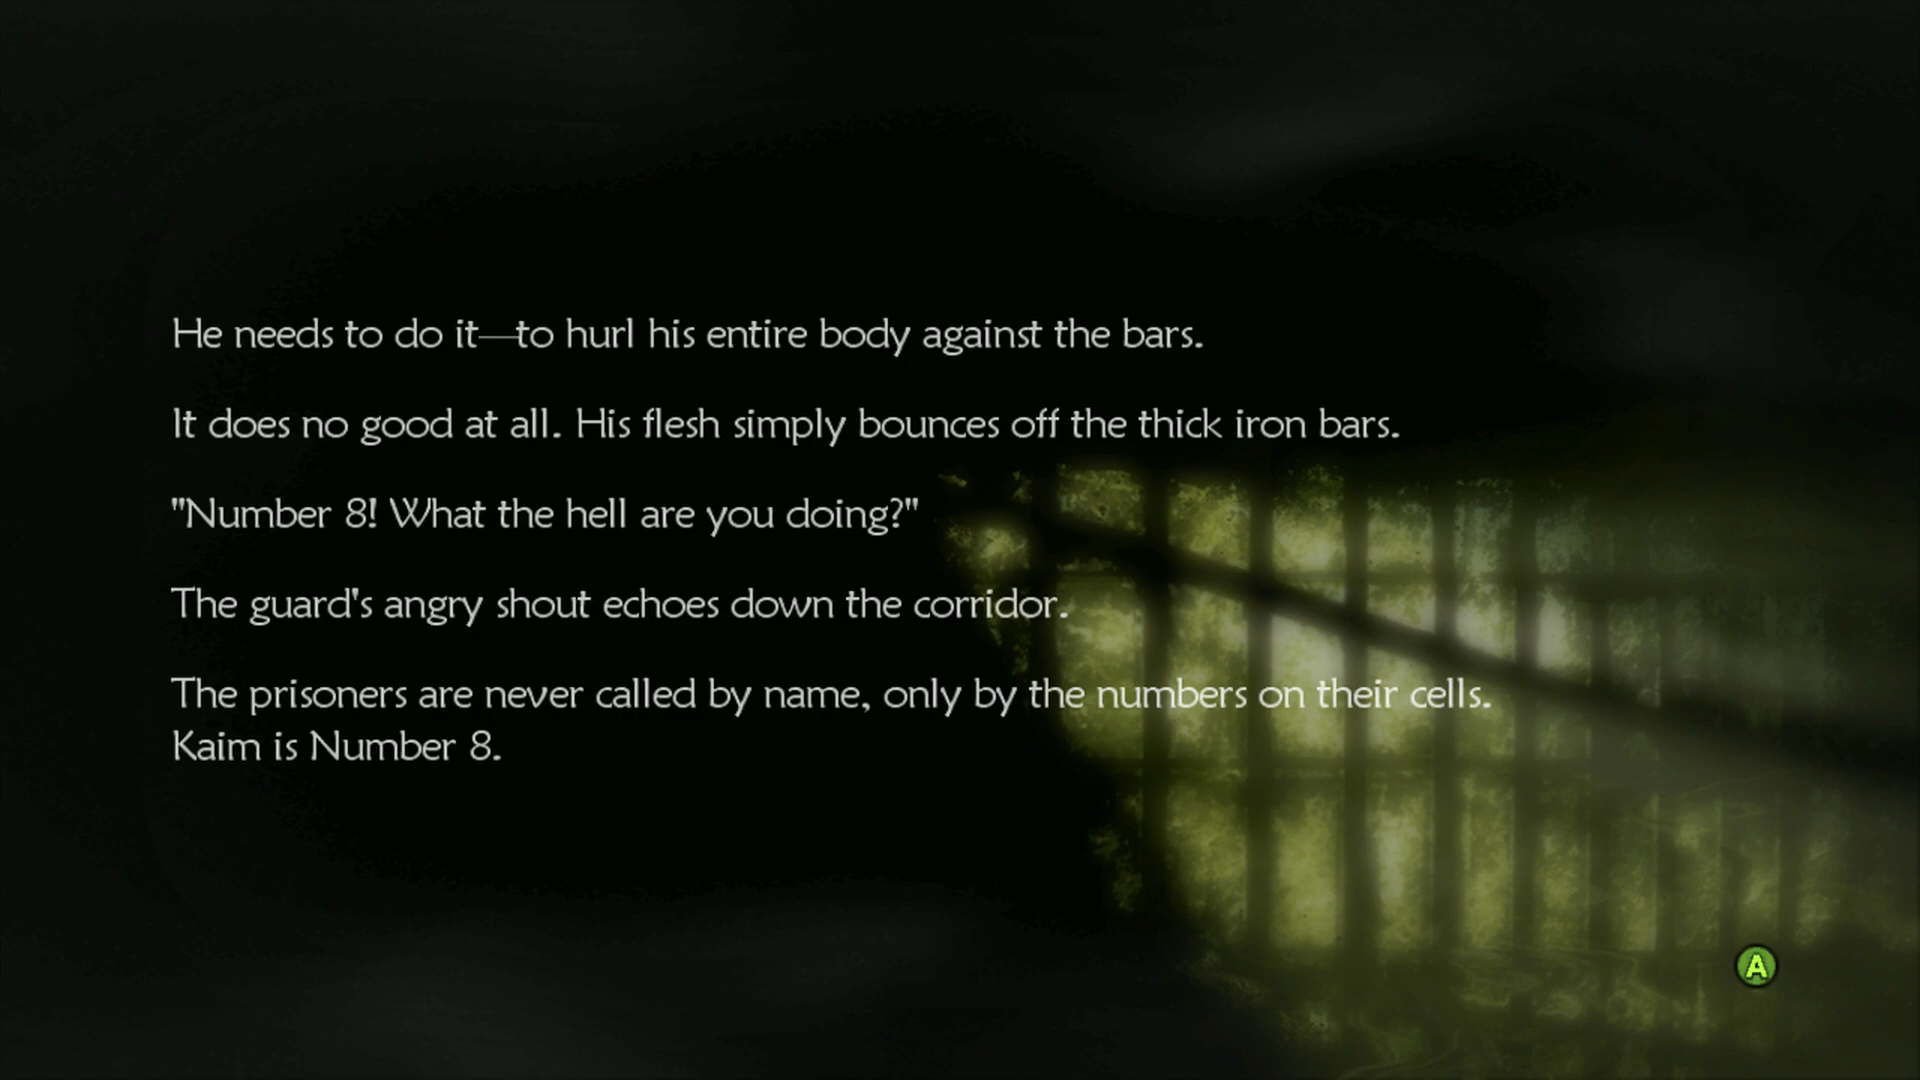 He needs to do it—to hurl his entire body against the bars.
It does no good at all. His flesh simply bounces off the thick iron bars.
"Number 8! What the hell are you doing?"
The guard's angry shout echoes down the corridor.
The prisoners are never called by name, only by the numbers on their cells.
Kaim is Number 8.
A